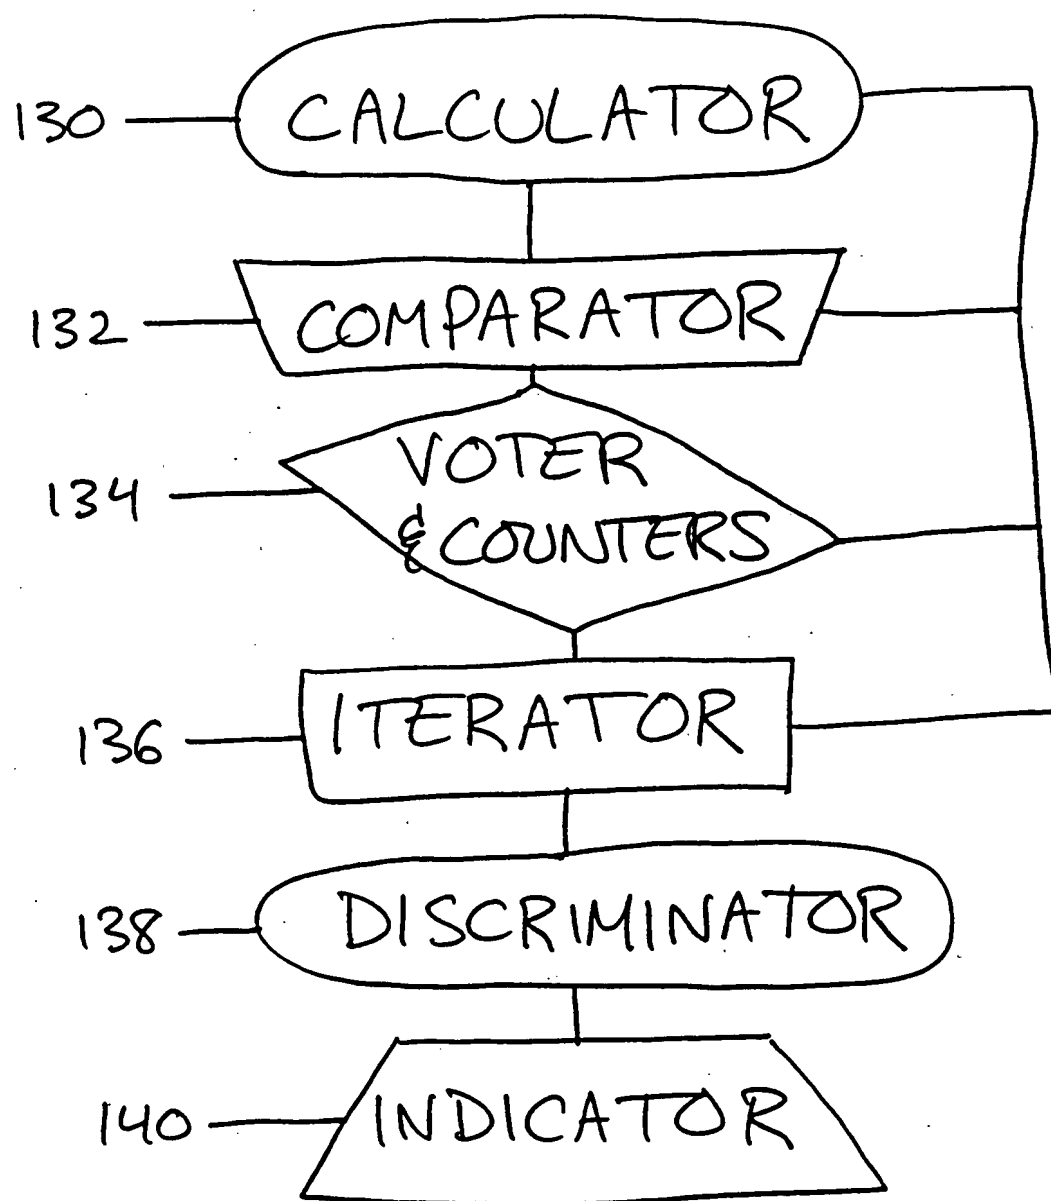 130 CALCULATOR
132 COMPARATOR
134 VOTER
& COUNTERS
136 ITERATOR
138 DISCRIMINATOR
140 INDICATOR